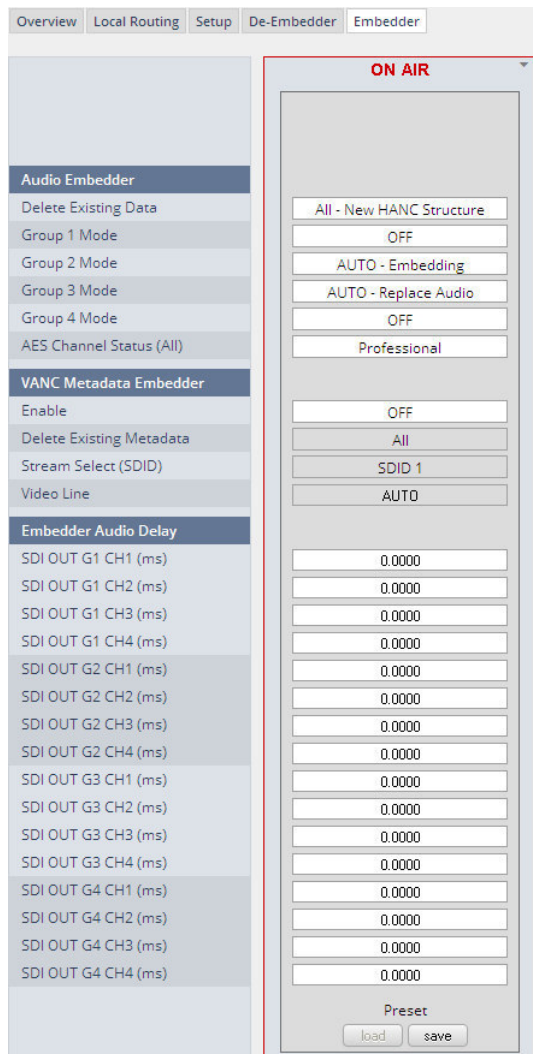 Overview Local Routing Setup De-Embedder Embedder
ON AIR
Audio Embedder
Delete Existing Data All - New HANC Structure
Group 1 Mode OFF
Group 2 Mode AUTO - Embedding
Group 3 Mode AUTO - Replace Audio
Group 4 Mode OFF
AES Channel Status (All) Professional
VANC Metadata Embedder
Enable OFF
Delete Existing Metadata All
Stream Select (SDID) SDID 1
Video Line AUTO
Embedder Audio Delay
SDI OUT G1 CH1 (ms) 0.0000
SDI OUT G1 CH2 (ms) 0.0000
SDI OUT G1 CH3 (ms) 0.0000
SDI OUT G1 CH4 (ms) 0.0000
SDI OUT G2 CH1 (ms) 0.0000
SDI OUT G2 CH2 (ms) 0.0000
SDI OUT G2 CH3 (ms) 0.0000
SDI OUT G2 CH4 (ms) 0.0000
SDI OUT G3 CH1 (ms) 0.0000
SDI OUT G3 CH2 (ms) 0.0000
SDI OUT G3 CH3 (ms) 0.0000
SDI OUT G3 CH4 (ms) 0.0000
SDI OUT G4 CH1 (ms) 0.0000
SDI OUT G4 CH2 (ms) 0.0000
SDI OUT G4 CH3 (ms) 0.0000
SDI OUT G4 CH4 (ms) 0.0000
Preset
load save